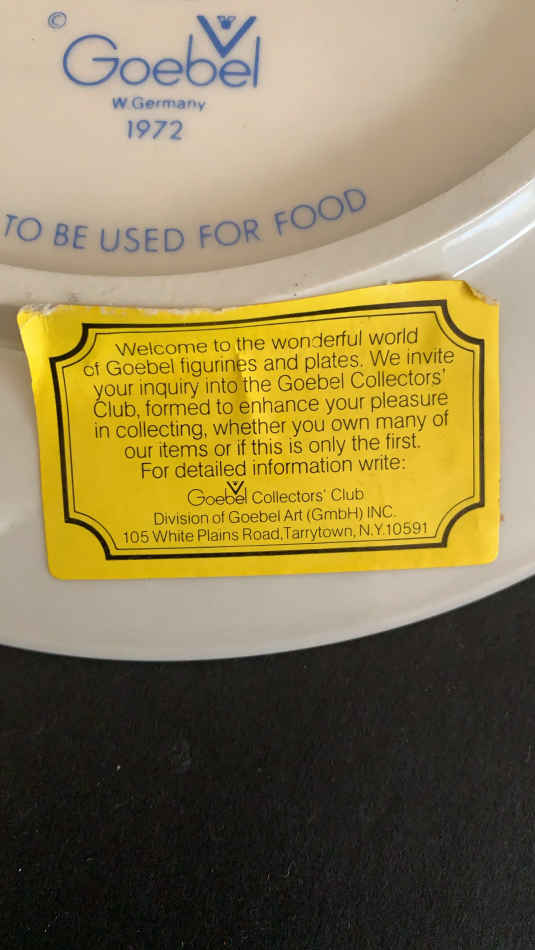 ©
Goebel
W. Germany
1972
TO BE USED FOR FOOD
Welcome to the wonderful world
of Goebel figurines and plates. We invite
your inquiry into the Goebel Collectors'
Club, formed to enhance your pleasure
in collecting, whether you own many of
our items or if this is only the first.
For detailed information write:
Goebel Collectors' Club
Division of Goebel Art (GmbH) INC.
105 White Plains Road, Tarrytown, N.Y. 10591